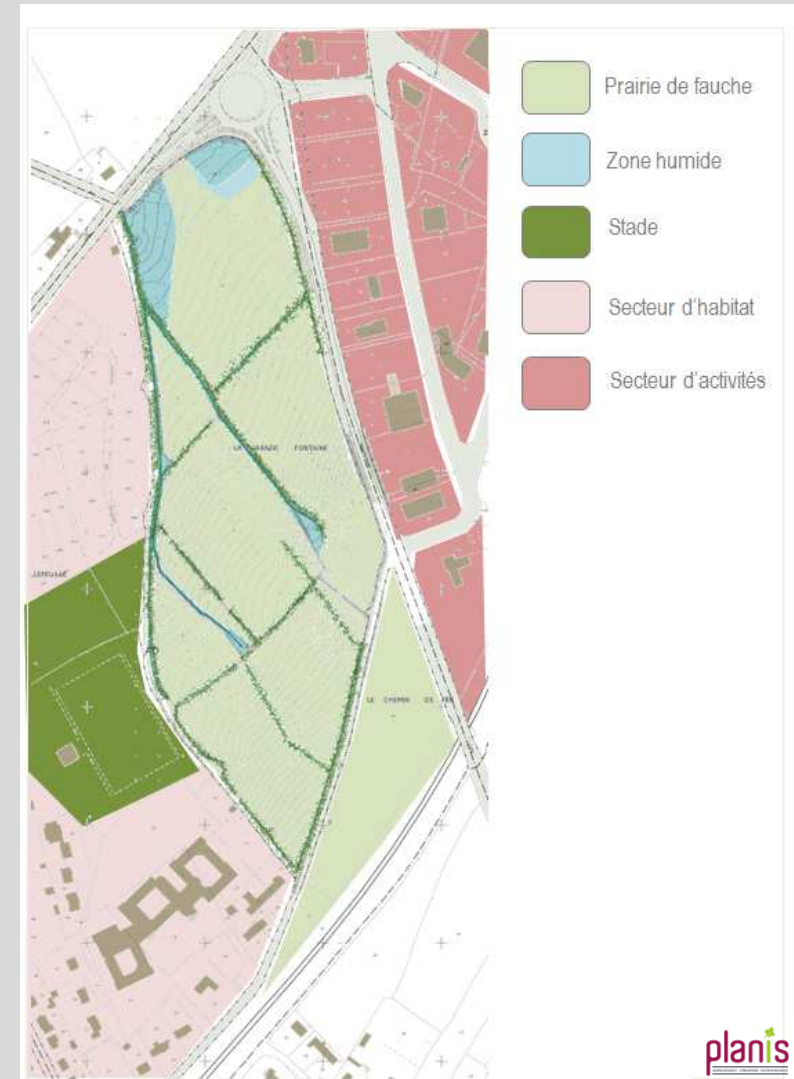 Prairie de fauche
Zone humide
Stade
Secteur d'habitat
Secteur d'activités
LA GRANDE FONTAINE
LE CHEMIN DE FER
planis